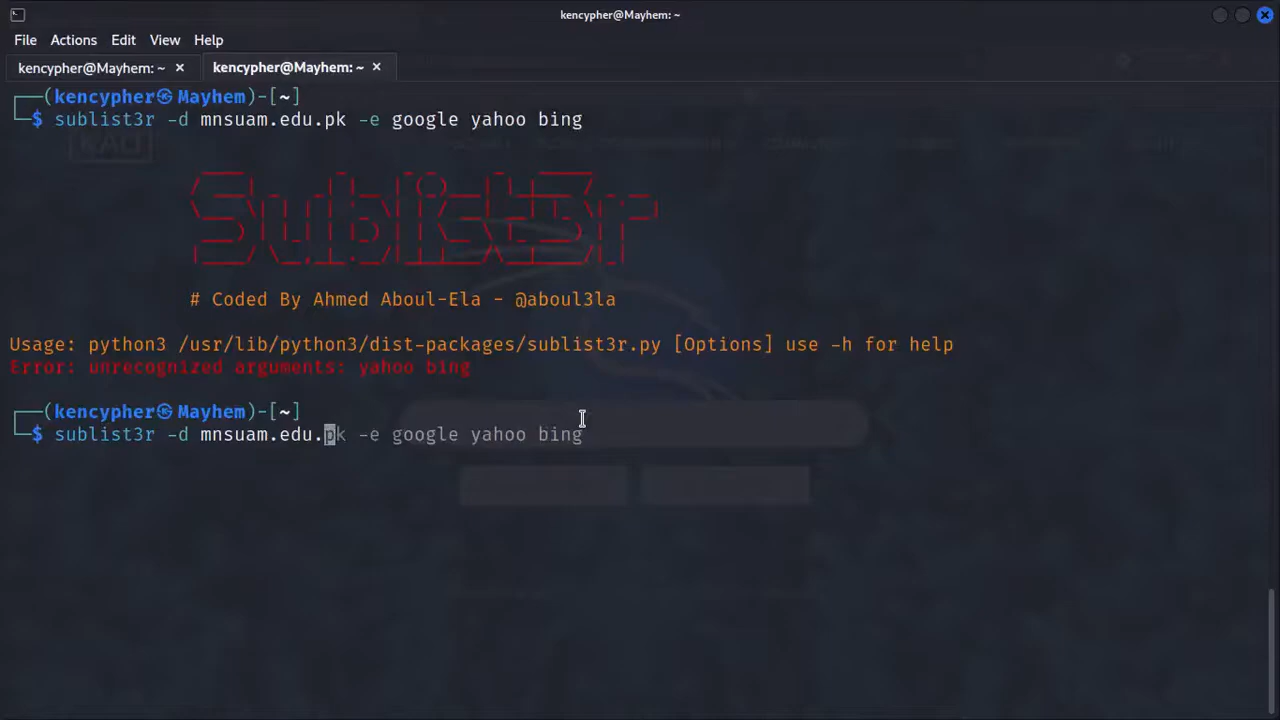 kencypher@Mayhem: ~
File Actions Edit View Help
kencypher@Mayhem: ~ × kencypher@Mayhem: ~ ×
┌──(kencypher㉿Mayhem)-[~]
└─$ sublist3r -d mnsuam.edu.pk -e google yahoo bing
Sublist3r
# Coded By Ahmed Aboul-Ela - @aboul3la
Usage: python3 /usr/lib/python3/dist-packages/sublist3r.py [Options] use -h for help
Error: unrecognized arguments: yahoo bing
┌──(kencypher㉿Mayhem)-[~]
└─$ sublist3r -d mnsuam.edu.pk -e google yahoo bing